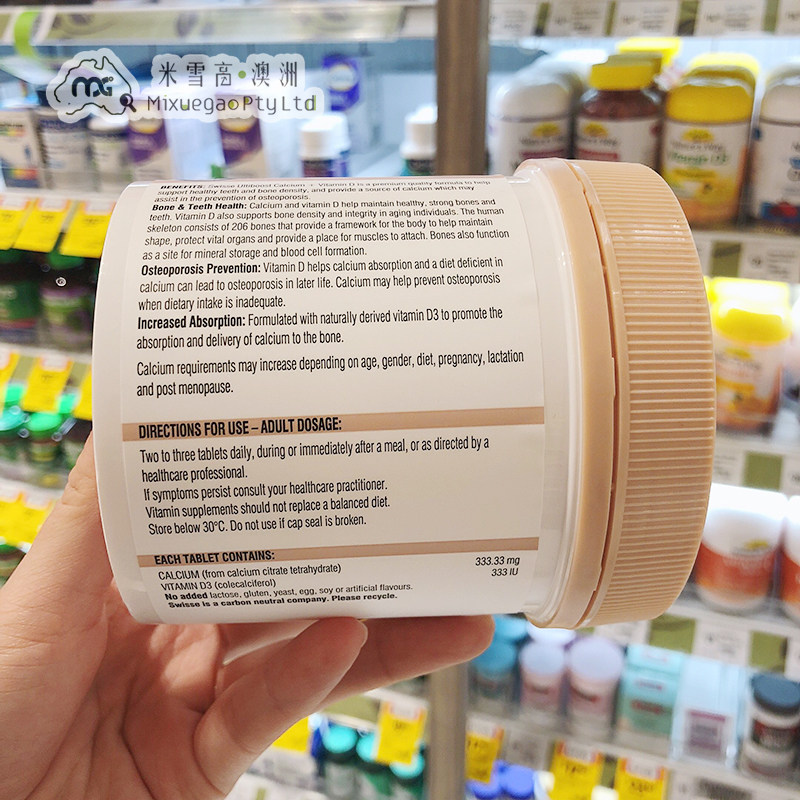 米雪高·澳洲
MixuegaoPtyLtd
BENEFITS: Swisse Ultiboost Calcium + Vitamin D is a premium quality formula to help
support healthy teeth and bone density, and provide a source of calcium which may
assist in the prevention of osteoporosis.
Bone & Teeth Health: Calcium and vitamin D help maintain healthy, strong bones and
teeth. Vitamin D also supports bone density and integrity in aging individuals. The human
skeleton consists of 206 bones that provide a framework for the body to help maintain
shape, protect vital organs and provide a place for muscles to attach. Bones also function
as a site for mineral storage and blood cell formation.
Osteoporosis Prevention: Vitamin D helps calcium absorption and a diet deficient in
calcium can lead to osteoporosis in later life. Calcium may help prevent osteoporosis
when dietary intake is inadequate.
Increased Absorption: Formulated with naturally derived vitamin D3 to promote the
absorption and delivery of calcium to the bone.
Calcium requirements may increase depending on age, gender, diet, pregnancy, lactation
and post menopause.
DIRECTIONS FOR USE – ADULT DOSAGE:
Two to three tablets daily, during or immediately after a meal, or as directed by a
healthcare professional.
If symptoms persist consult your healthcare practitioner.
Vitamin supplements should not replace a balanced diet.
Store below 30°C. Do not use if cap seal is broken.
EACH TABLET CONTAINS:
CALCIUM (from calcium citrate tetrahydrate) 333.33 mg
VITAMIN D3 (colecalciferol) 333 IU
No added lactose, gluten, yeast, egg, soy or artificial flavours.
Swisse is a carbon neutral company. Please recycle.